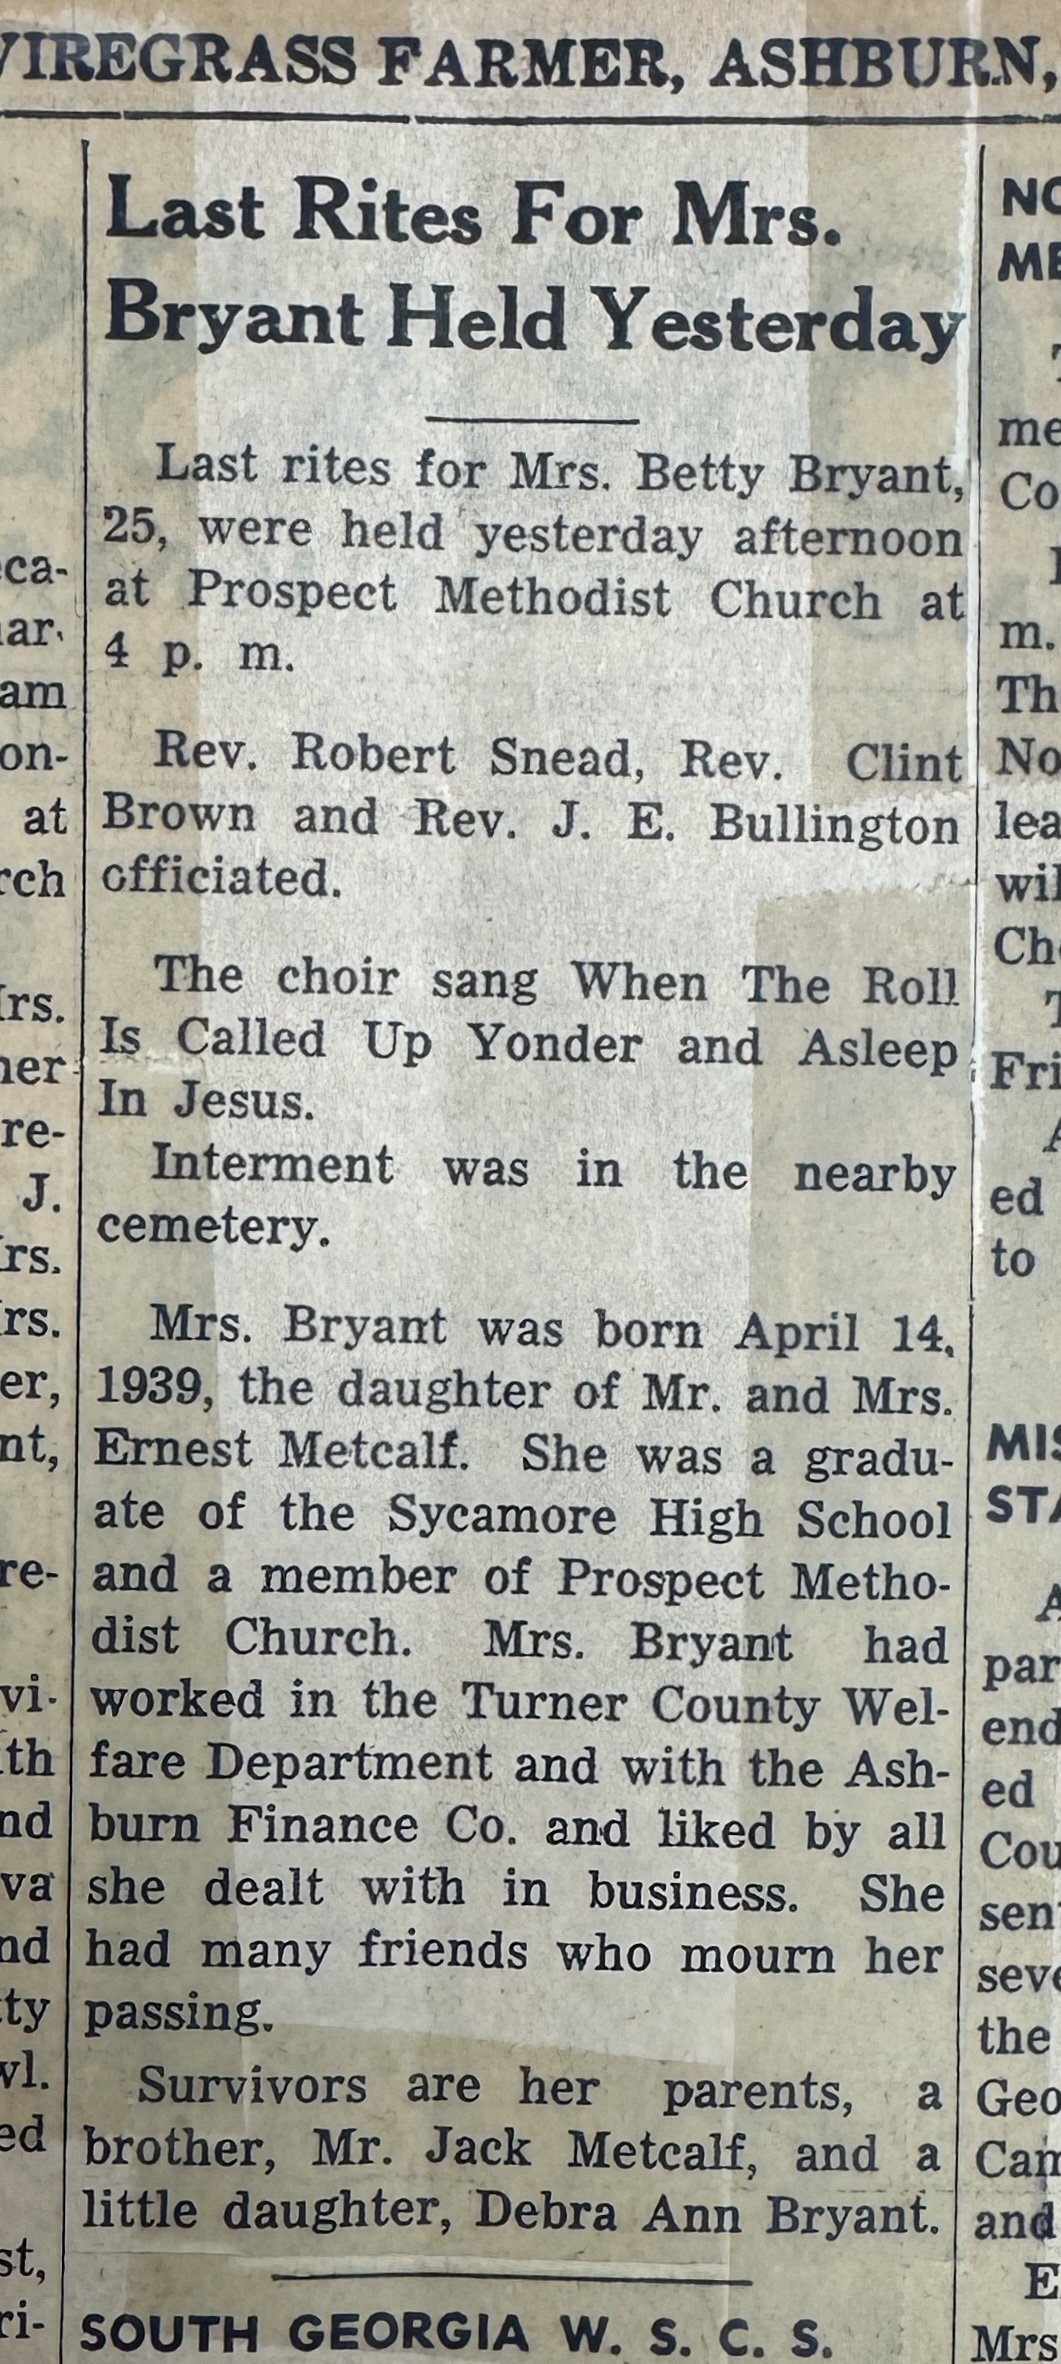 WIREGRASS FARMER, ASHBURN,
Last Rites For Mrs.
Bryant Held Yesterday
Last rites for Mrs. Betty Bryant,
25, were held yesterday afternoon
at Prospect Methodist Church at
4 p. m.
Rev. Robert Snead, Rev. Clint
Brown and Rev. J. E. Bullington
officiated.
The choir sang When The Roll
Is Called Up Yonder and Asleep
In Jesus.
Interment was in the nearby
cemetery.
Mrs. Bryant was born April 14,
1939, the daughter of Mr. and Mrs.
Ernest Metcalf. She was a gradu-
ate of the Sycamore High School
and a member of Prospect Metho-
dist Church. Mrs. Bryant had
worked in the Turner County Wel-
fare Department and with the Ash-
burn Finance Co. and liked by all
she dealt with in business. She
had many friends who mourn her
passing.
Survivors are her parents, a
brother, Mr. Jack Metcalf, and a
little daughter, Debra Ann Bryant.
SOUTH GEORGIA W. S. C. S.